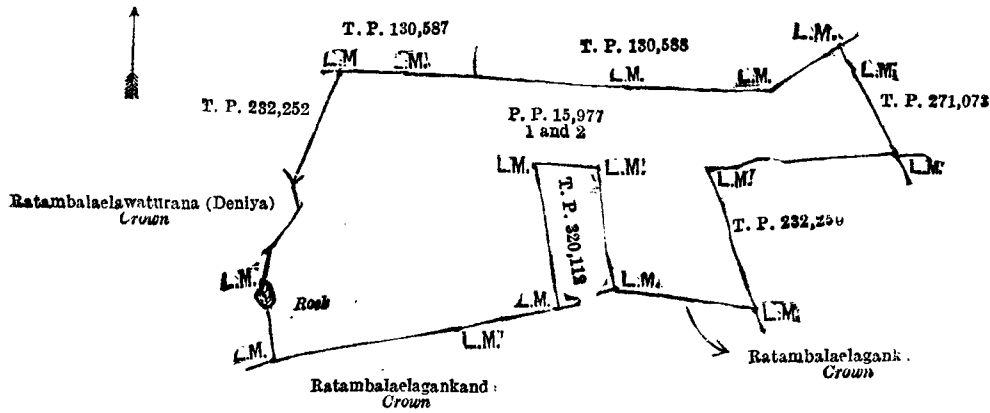 T. P. 130,587
T. P. 130,588
L.M.
L.M.
L.M.
L.M.
L.M.
L.M.
T. P. 271,073
T. P. 232,252
P. P. 15,977
1 and 2
L.M.
L.M.
L.M.
L.M.
T. P. 320,113
T. P. 232,250
Ratambalaelawaturana (Deniya)
Crown
L.M.
Rock
L.M.
L.M.
L.M.
L.M.
L.M.
Ratambalaelagank
Crown
Ratambalaelagankand
Crown